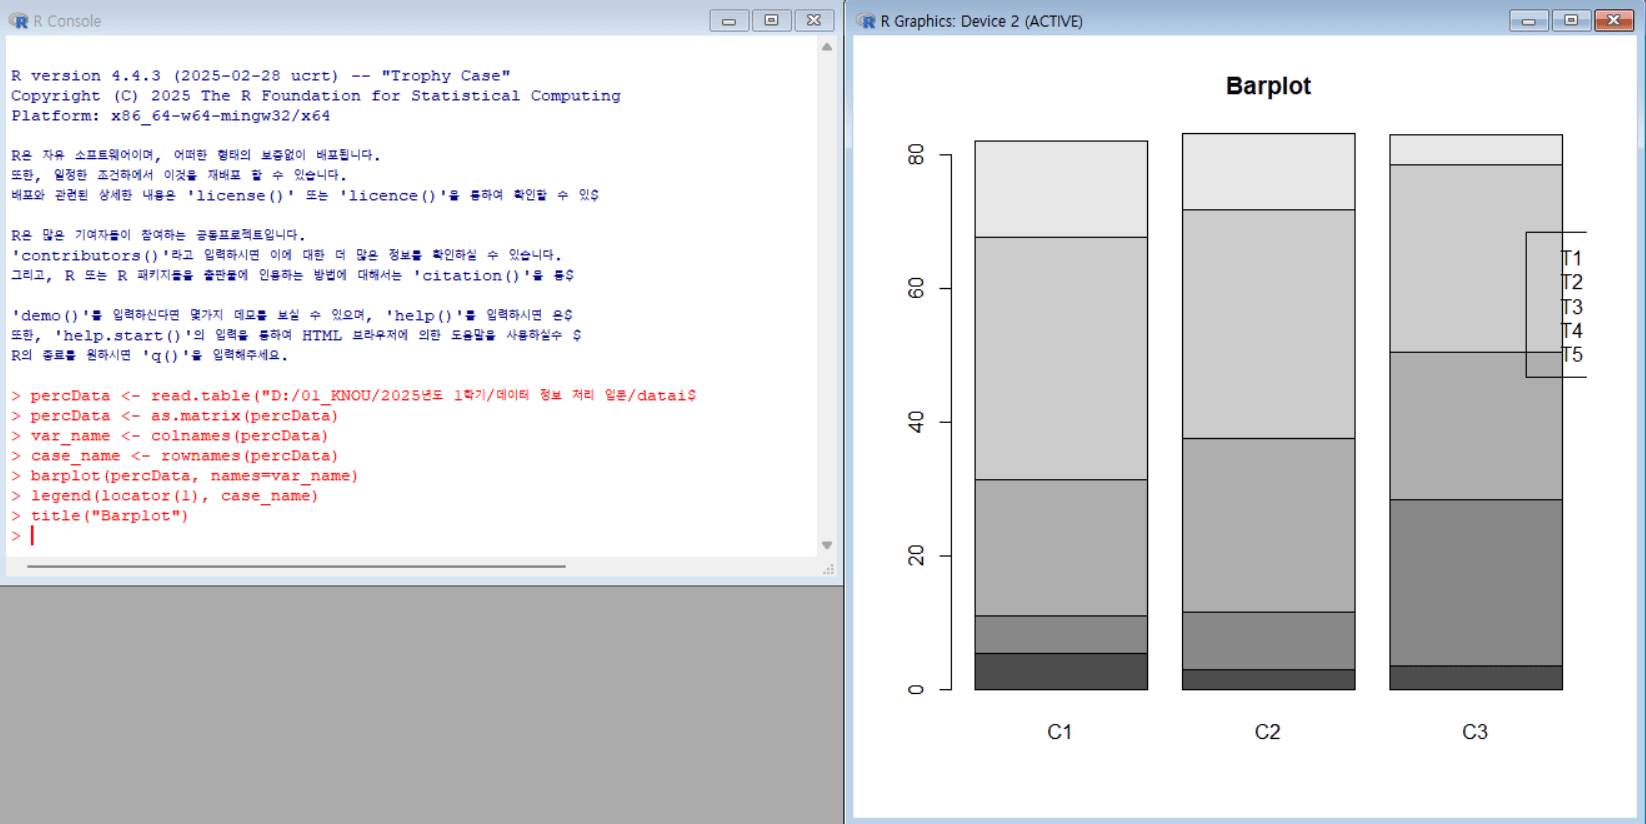 R Console
R version 4.4.3 (2025-02-28 ucrt) -- "Trophy Case"
Copyright (C) 2025 The R Foundation for Statistical Computing
Platform: x86_64-w64-mingw32/x64
R은 자유 소프트웨어이며, 어떠한 형태의 보증없이 배포됩니다.
또한, 일정한 조건하에서 이것을 재배포 할 수 있습니다.
배포와 관련된 상세한 내용은 'license()' 또는 'licence()'을 통하여 확인할 수 있$
R은 많은 기여자들이 참여하는 공동프로젝트입니다.
'contributors()'라고 입력하시면 이에 대한 더 많은 정보를 확인하실 수 있습니다.
그리고, R 또는 R 패키지들을 출판물에 인용하는 방법에 대해서는 'citation()'을 통$
'demo()'를 입력하신다면 몇가지 데모를 보실 수 있으며, 'help()'를 입력하시면 온$
또한, 'help.start()'의 입력을 통하여 HTML 브라우저에 의한 도움말을 사용하실수 $
R의 종료를 원하시면 'q()'을 입력해주세요.
> percData <- read.table("D:/01_KNOU/2025년도 1학기/데이터 정보 처리 입문/datai$
> percData <- as.matrix(percData)
> var_name <- colnames(percData)
> case_name <- rownames(percData)
> barplot(percData, names=var_name)
> legend(locator(1), case_name)
> title("Barplot")
>
R Graphics: Device 2 (ACTIVE)
Barplot
80
60
40
20
0
T1
T2
T3
T4
T5
C1 C2 C3